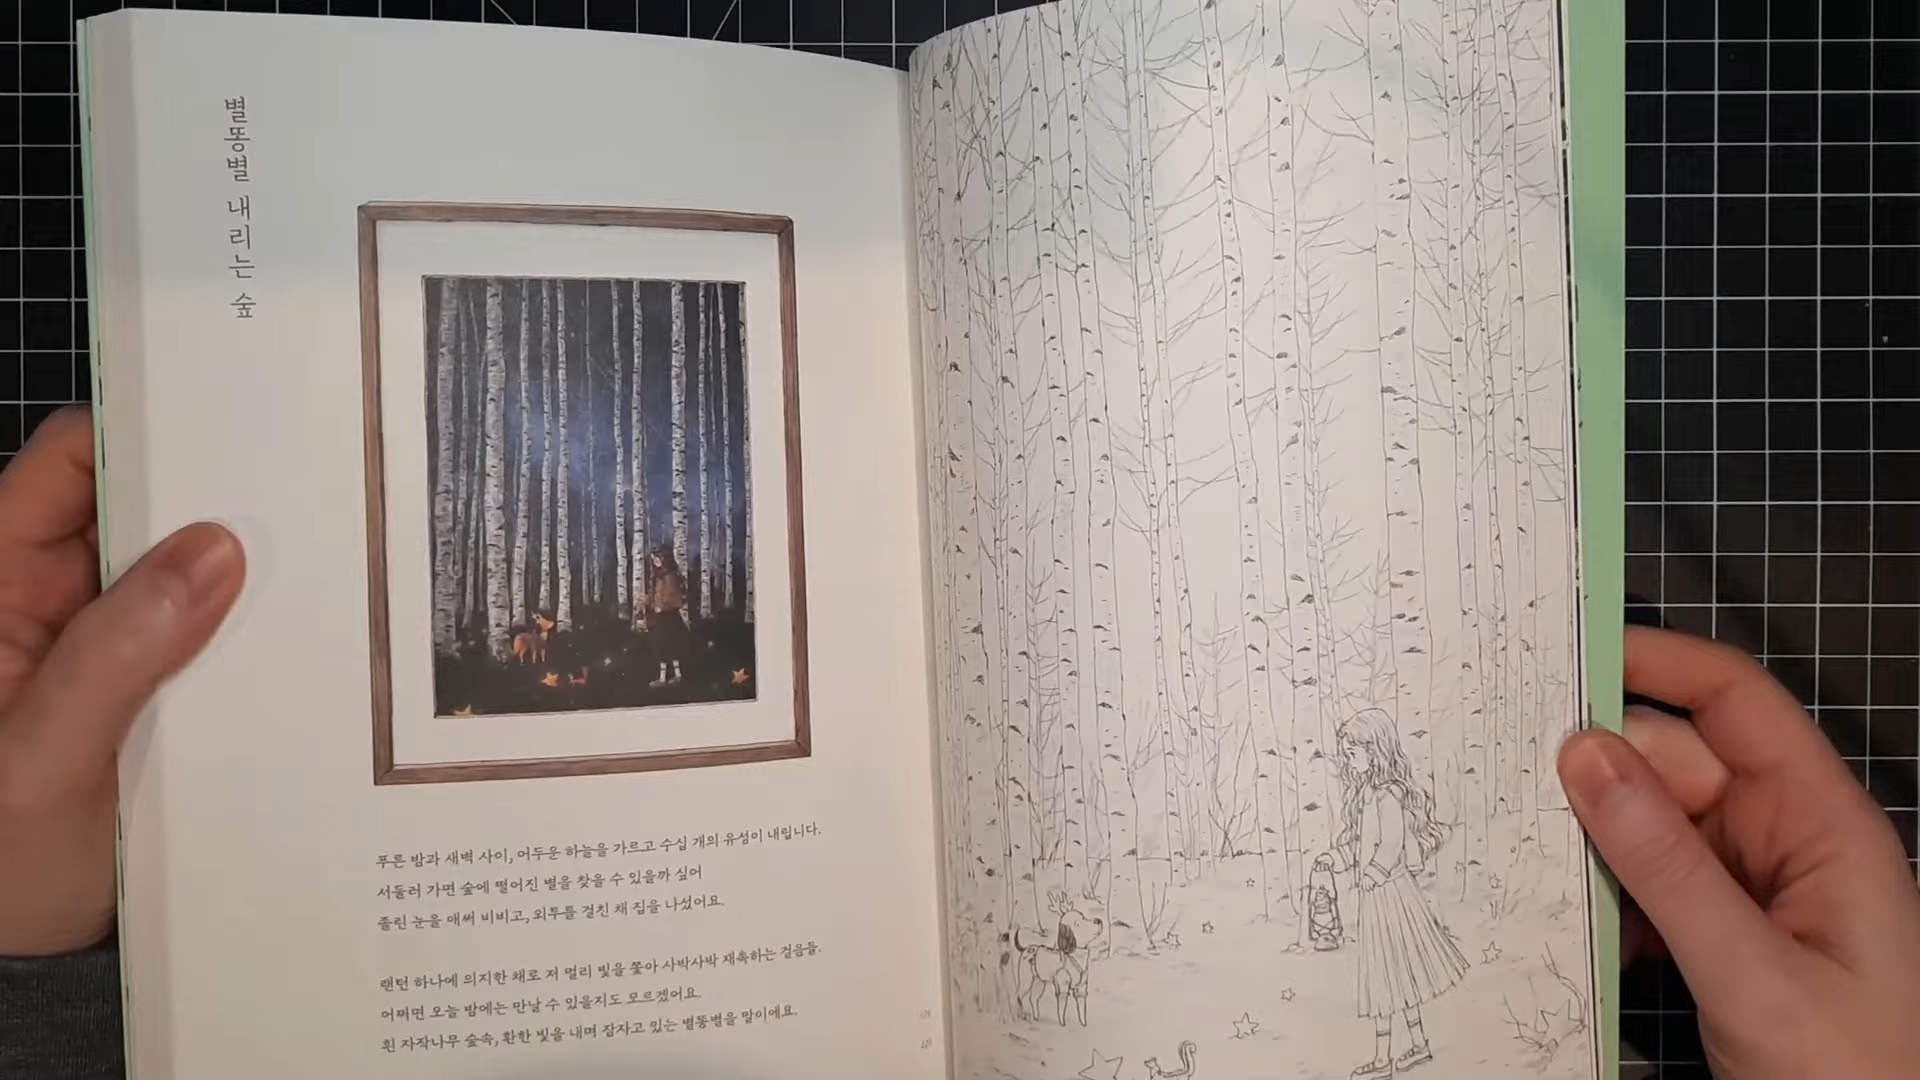 별똥별 내리는 숲
푸른 밤과 새벽 사이, 어두운 하늘을 가르고 수십 개의 유성이 내립니다.
서둘러 가면 숲에 떨어진 별을 찾을 수 있을까 싶어
졸린 눈을 애써 비비고, 외투를 걸친 채 집을 나섰어요.
랜턴 하나에 의지한 채로 저 멀리 빛을 쫓아 사박사박 재촉하는 걸음들.
어쩌면 오늘 밤에는 만날 수 있을지도 모르겠어요.
흰 자작나무 숲속, 환한 빛을 내며 잠자고 있는 별똥별을 말이에요.